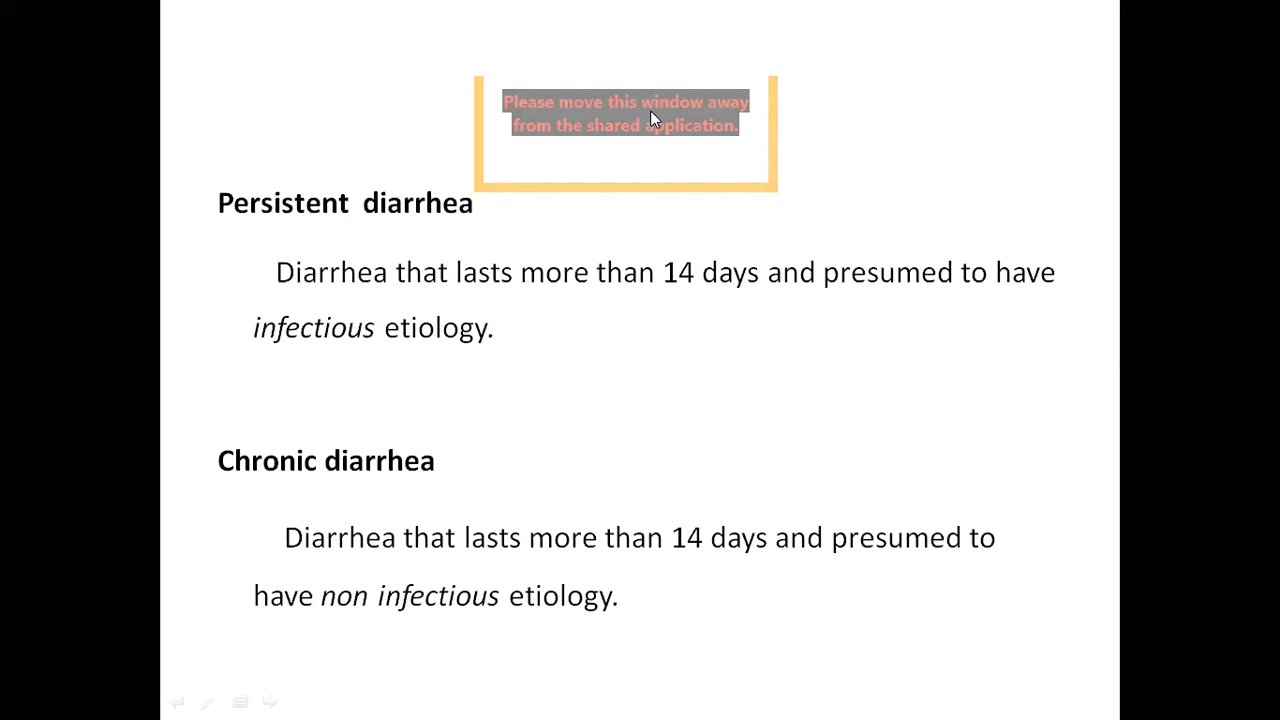 Please move this window away
from the shared application.
Persistent diarrhea
Diarrhea that lasts more than 14 days and presumed to have
infectious etiology.
Chronic diarrhea
Diarrhea that lasts more than 14 days and presumed to
have non infectious etiology.